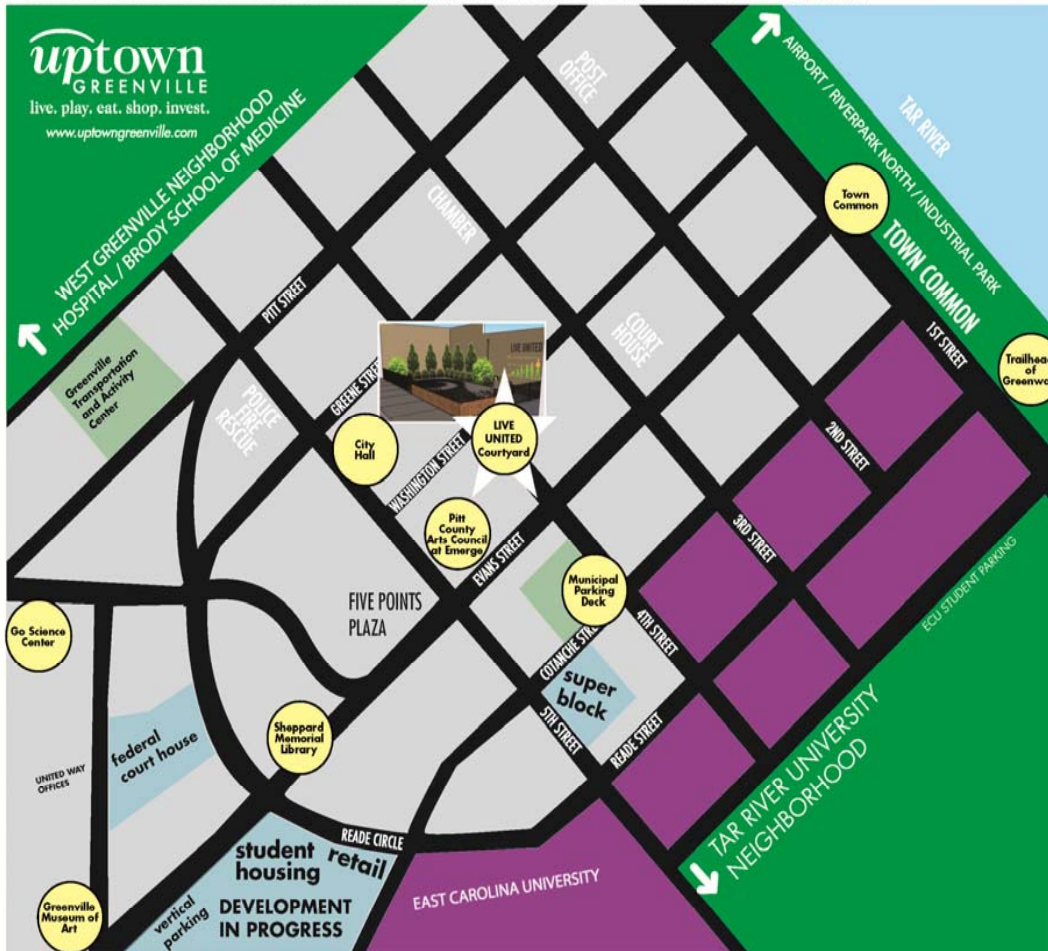 uptown
GREENVILLE
live. play. eat. shop. invest.
www.uptowngreenville.com
WEST GREENVILLE NEIGHBORHOOD
HOSPITAL / BRODY SCHOOL OF MEDICINE
POST
OFFICE
AIRPORT / RIVERPARK NORTH / INDUSTRIAL PARK
TAR RIVER
Town
Common
TOWN COMMON
CHAMBER
PITT STREET
COURT
HOUSE
1ST STREET
Trailhead
of
Greenway
Greenville
Transportation
and Activity
Center
POLICE
FIRE
RESCUE
GREENE STREET
LIVE UNITED
City
Hall
WASHINGTON STREET
LIVE
UNITED
Courtyard
2ND STREET
Pitt
County
Arts Council
at Emerge
EVANS STREET
3RD STREET
ECU STUDENT PARKING
Municipal
Parking
Deck
FIVE POINTS
PLAZA
4TH STREET
COTANCHE STREET
Go Science
Center
super
block
5TH STREET
READE STREET
Sheppard
Memorial
Library
federal
court house
UNITED WAY
OFFICES
TAR RIVER UNIVERSITY
NEIGHBORHOOD
READE CIRCLE
student
housing
retail
EAST CAROLINA UNIVERSITY
Greenville
Museum of
Art
vertical
parking
DEVELOPMENT
IN PROGRESS